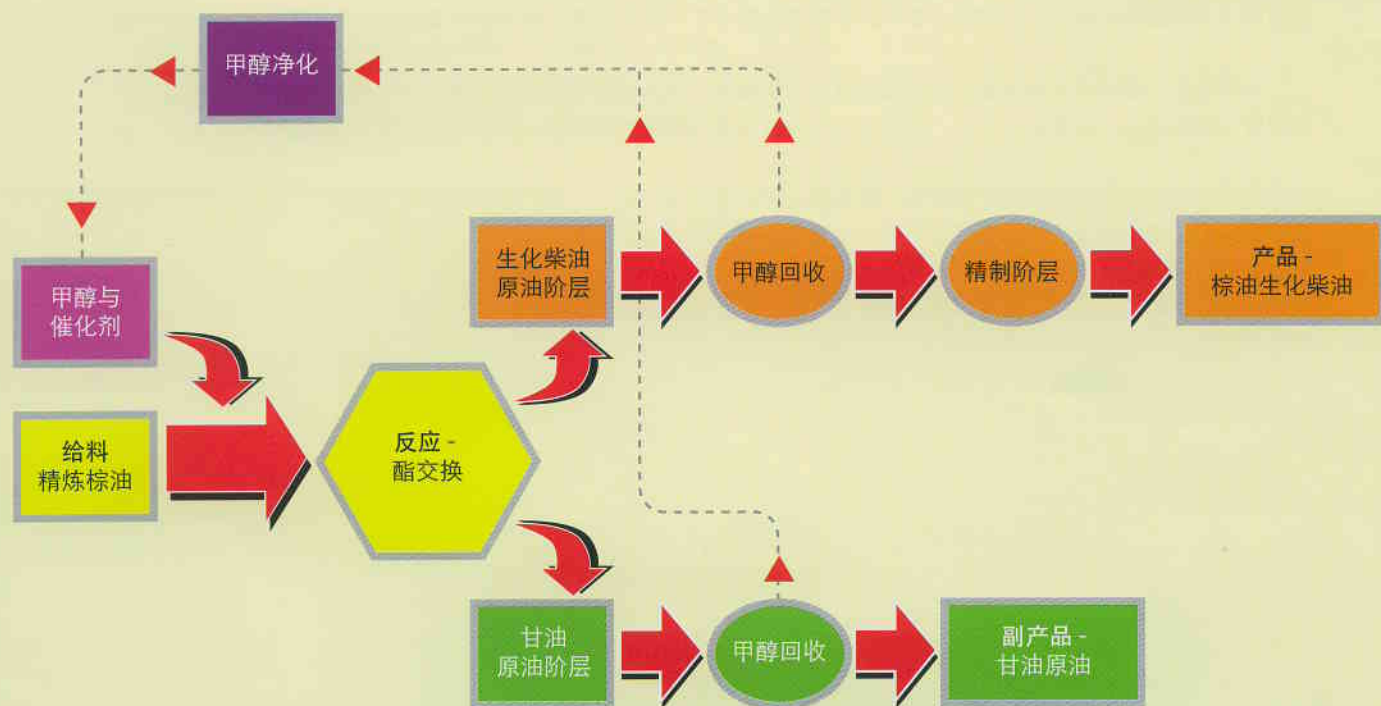 甲醇净化
甲醇与
催化剂
给料
精炼棕油
反应 -
酯交换
生化柴油
原油阶层
甲醇回收
精制阶层
产品 -
棕油生化柴油
甘油
原油阶层
甲醇回收
副产品 -
甘油原油